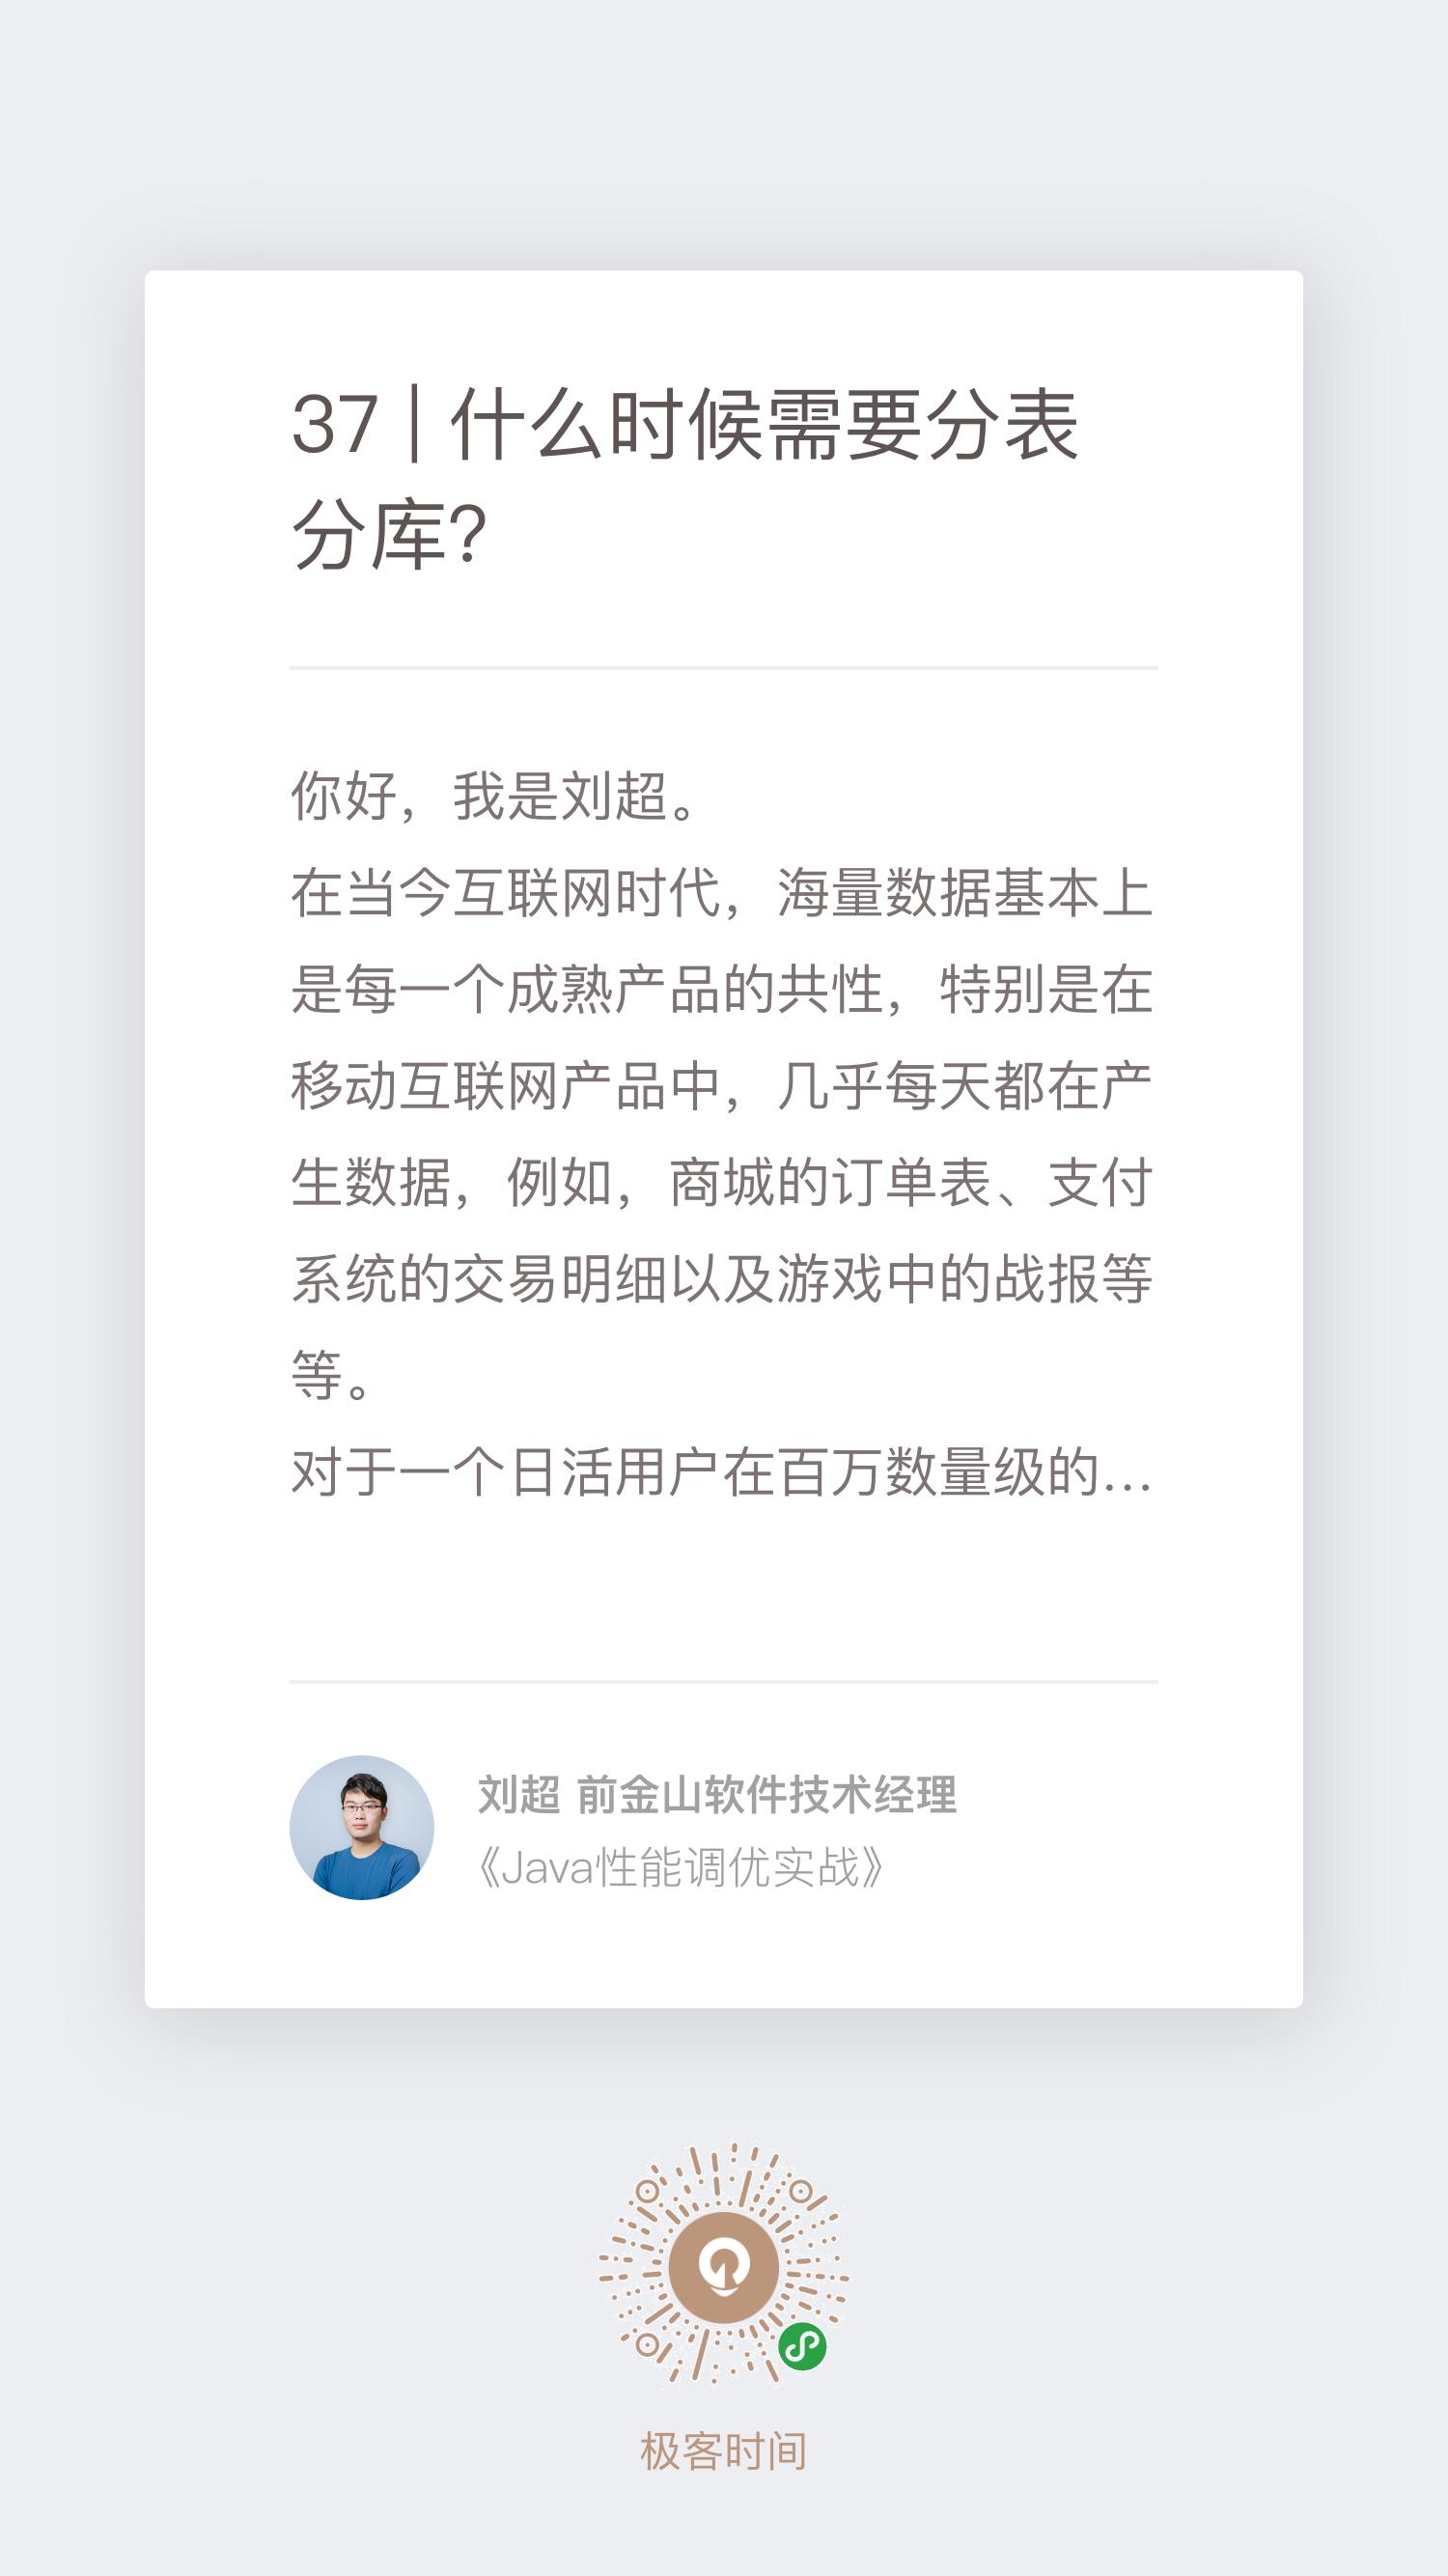 37 | 什么时候需要分表
分库?
你好，我是刘超。
在当今互联网时代，海量数据基本上
是每一个成熟产品的共性，特别是在
移动互联网产品中，几乎每天都在产
生数据，例如，商城的订单表、支付
系统的交易明细以及游戏中的战报等
等。
对于一个日活用户在百万数量级的...
刘超 前金山软件技术经理
《Java性能调优实战》
极客时间